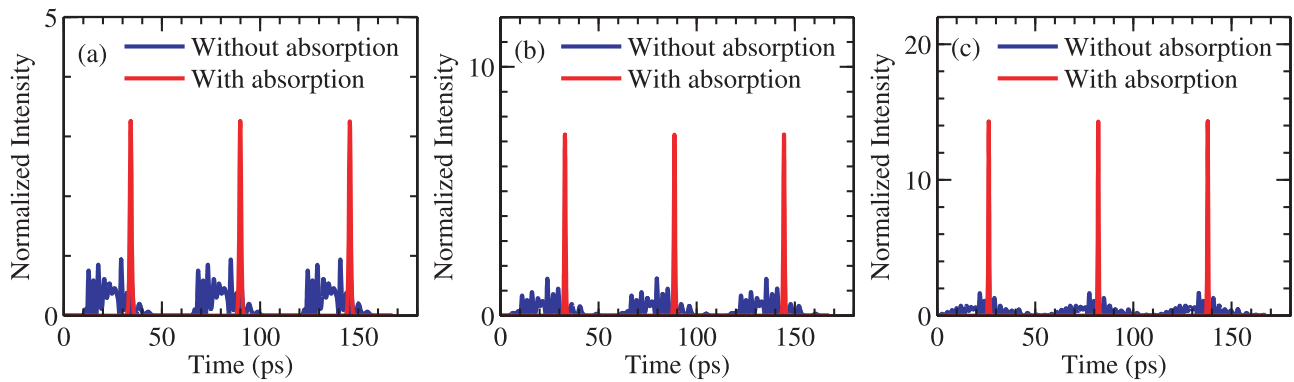 5
(a)
Without absorption
With absorption
Normalized Intensity
0
0
50
100
150
Time (ps)
10
(b)
Without absorption
With absorption
Normalized Intensity
0
0
50
100
150
Time (ps)
20
(c)
Without absorption
With absorption
Normalized Intensity
10
0
0
50
100
150
Time (ps)